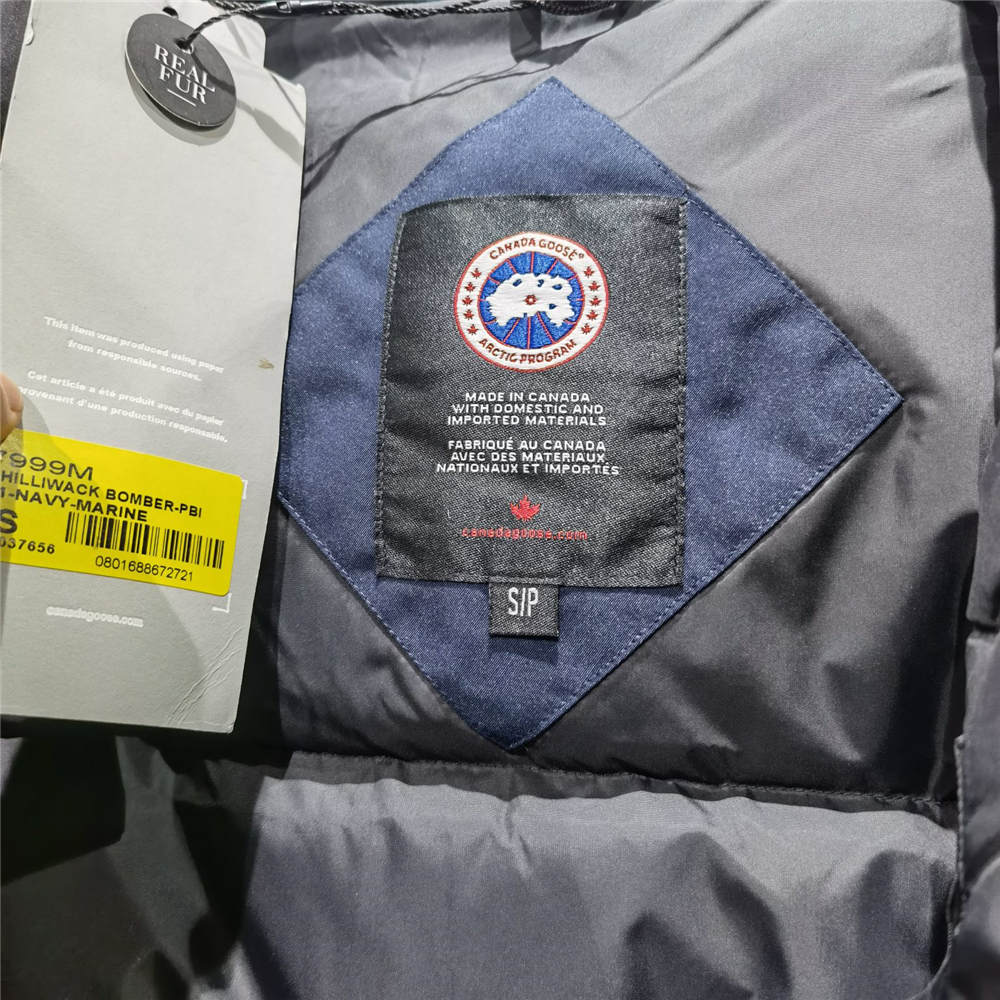 REAL
FUR
This item was produced using paper
from responsible sources.
Cet article a été produit avec du papier
provenant d'une production responsable.
7999M
HILLIWACK BOMBER-PBI
1-NAVY-MARINE
S
037656
0801688672721
canadagoose.com
CANADA GOOSE®
ARCTIC PROGRAM
MADE IN CANADA
WITH DOMESTIC AND
IMPORTED MATERIALS
FABRIQUÉ AU CANADA
AVEC DES MATERIAUX
NATIONAUX ET IMPORTÉS
canadagoose.com
S/P